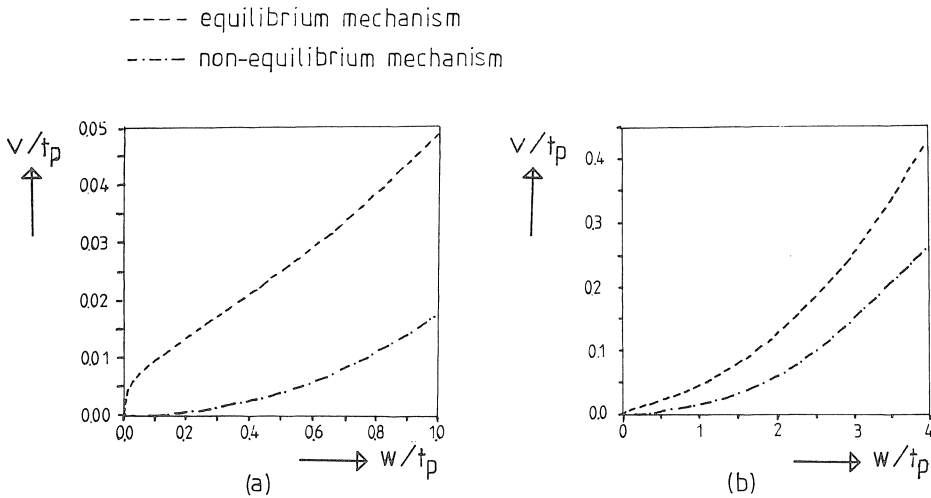 equilibrium mechanism
non-equilibrium mechanism
v/tp
0.05
0.04
0.03
0.02
0.01
0.00
0.0 0.2 0.4 0.6 0.8 1.0
w/tp
(a)
v/tp
0.4
0.3
0.2
0.1
0.0
0 1 2 3 4
w/tp
(b)